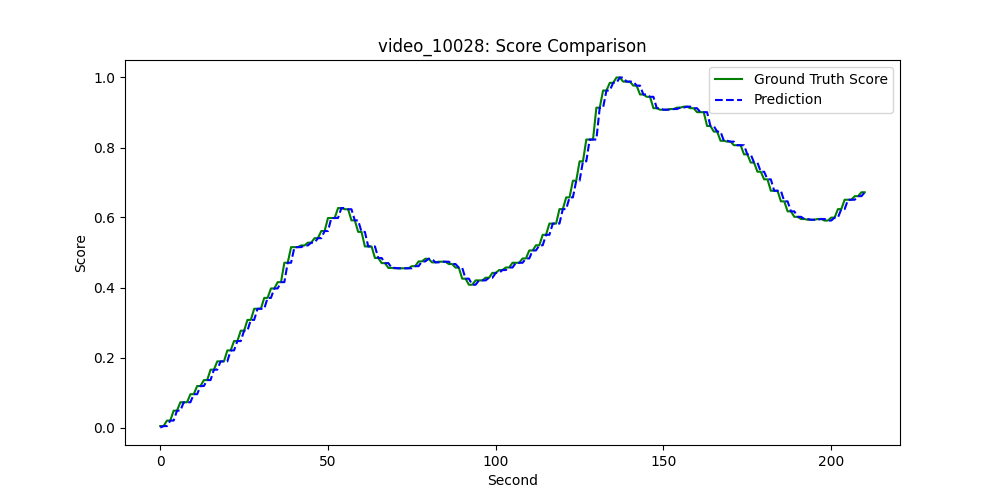 video_10028: Score Comparison
Ground Truth Score
Prediction
1.0
0.8
0.6
0.4
0.2
0.0
Score
0 50 100 150 200
Second